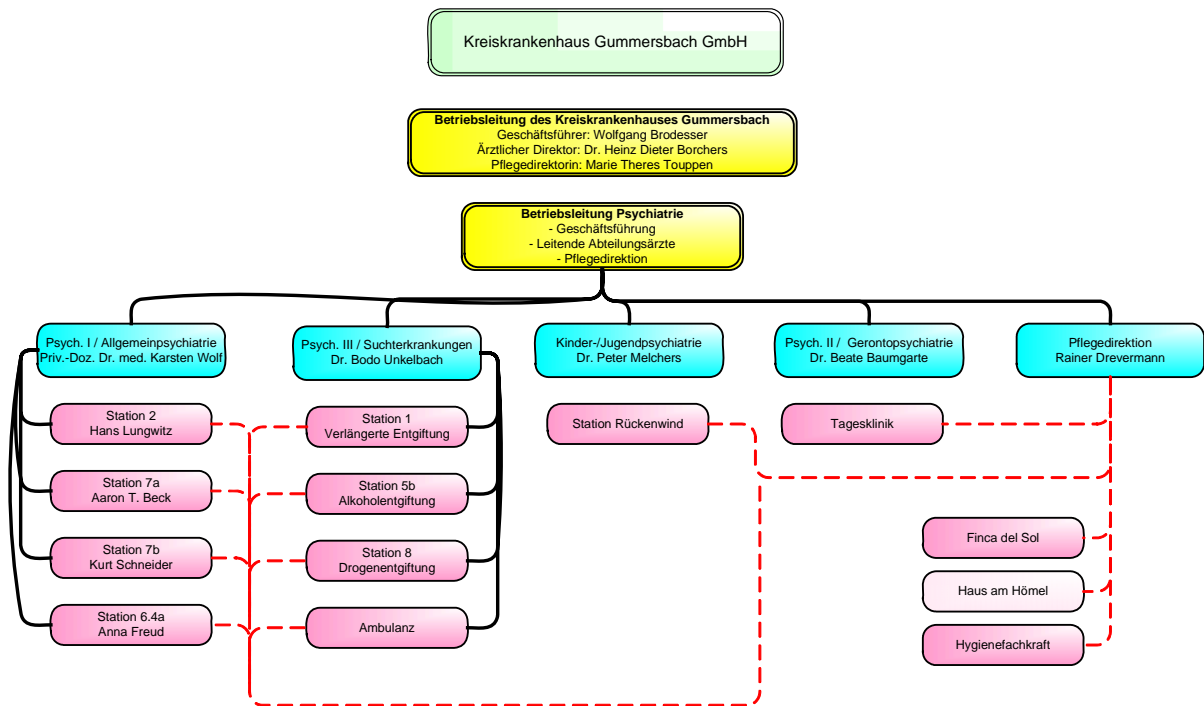 Kreiskrankenhaus Gummersbach GmbH
Betriebsleitung des Kreiskrankenhauses Gummersbach
Geschäftsführer: Wolfgang Brodesser
Ärztlicher Direktor: Dr. Heinz Dieter Borchers
Pflegedirektorin: Marie Theres Touppen
Betriebsleitung Psychiatrie
- Geschäftsführung
- Leitende Abteilungsärzte
- Pflegedirektion
Psych. I / Allgemeinpsychiatrie
Priv.-Doz. Dr. med. Karsten Wolf
Psych. III / Suchterkrankungen
Dr. Bodo Unkelbach
Kinder-/Jugendpsychiatrie
Dr. Peter Melchers
Psych. II / Gerontopsychiatrie
Dr. Beate Baumgarte
Pflegedirektion
Rainer Drevermann
Station 2
Hans Lungwitz
Station 1
Verlängerte Entgiftung
Station Rückenwind
Tagesklinik
Station 7a
Aaron T. Beck
Station 5b
Alkoholentgiftung
Station 7b
Kurt Schneider
Station 8
Drogenentgiftung
Finca del Sol
Haus am Hömel
Station 6.4a
Anna Freud
Ambulanz
Hygienefachkraft